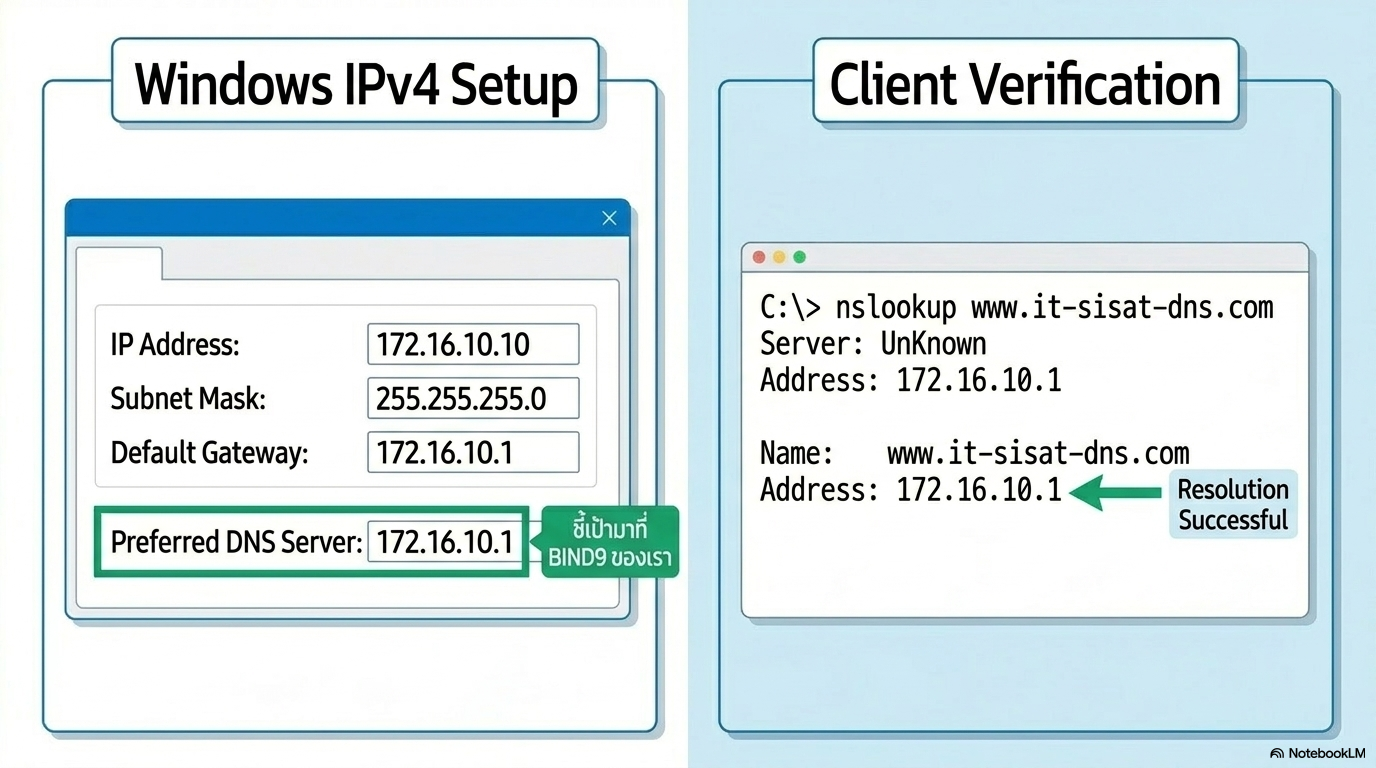 Windows IPv4 Setup
IP Address: 172.16.10.10
Subnet Mask: 255.255.255.0
Default Gateway: 172.16.10.1
Preferred DNS Server: 172.16.10.1
ชี้เป้ามาที่
BIND9 ของเรา
Client Verification
C:\> nslookup www.it-sisat-dns.com
Server: UnKnown
Address: 172.16.10.1
Name: www.it-sisat-dns.com
Address: 172.16.10.1
Resolution
Successful
NotebookLM